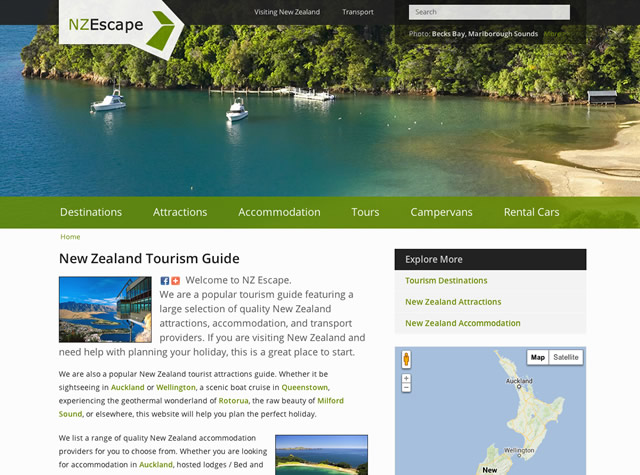 NZEscape
Visiting New Zealand
Transport
Search
Photo: Becks Bay, Marlborough Sounds
Destinations
Attractions
Accommodation
Tours
Campervans
Rental Cars
Home
New Zealand Tourism Guide
Welcome to NZ Escape.
We are a popular tourism guide featuring a
large selection of quality New Zealand
attractions, accommodation, and transport
providers. If you are visiting New Zealand and
need help with planning your holiday, this is a great place to start.
We are also a popular New Zealand tourist attractions guide. Whether it be
sightseeing in Auckland or Wellington, a scenic boat cruise in Queenstown,
experiencing the geothermal wonderland of Rotorua, the raw beauty of Milford
Sound, or elsewhere, this website will help you plan the perfect holiday.
We list a range of quality New Zealand accommodation
providers for you to choose from. Whether you are looking
for accommodation in Auckland, hosted lodges / Bed and
Explore More
Tourism Destinations
New Zealand Attractions
New Zealand Accommodation
Map
Satellite
Auckland
Wellington
New